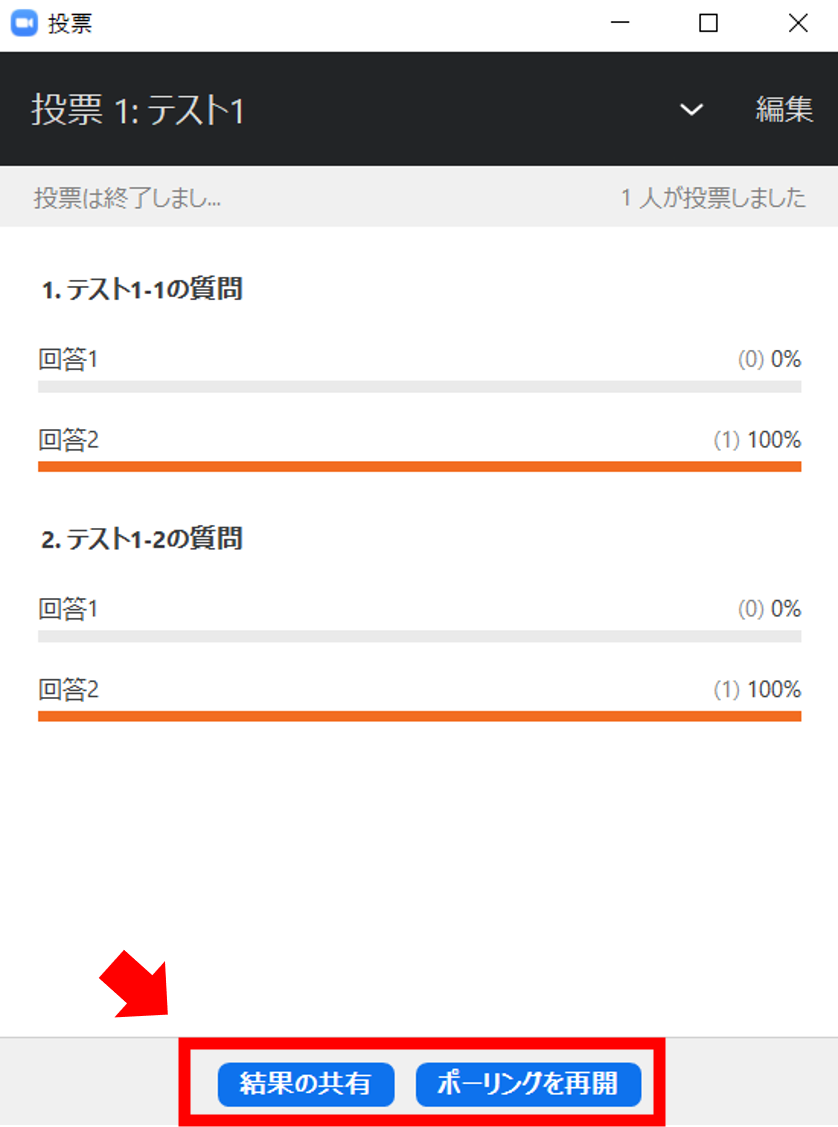 投票
投票 1: テスト1 編集
投票は終了しまし... 1 人が投票しました
1. テスト1-1の質問
回答1 (0) 0%
回答2 (1) 100%
2. テスト1-2の質問
回答1 (0) 0%
回答2 (1) 100%
結果の共有 ポーリングを再開